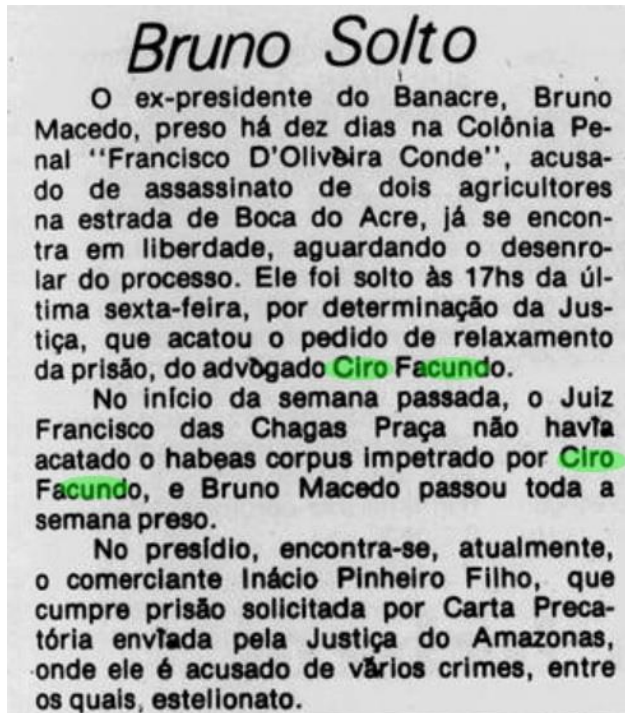 Bruno Solto
O ex-presidente do Banacre, Bruno
Macedo, preso há dez dias na Colônia Pe-
nal "Francisco D'Oliveira Conde", acusa-
do de assassinato de dois agricultores
na estrada de Boca do Acre, já se encon-
tra em liberdade, aguardando o desenro-
lar do processo. Ele foi solto às 17hs da úl-
tima sexta-feira, por determinação da Jus-
tiça, que acatou o pedido de relaxamento
da prisão, do advogado Ciro Facundo.
No início da semana passada, o Juiz
Francisco das Chagas Praça não havia
acatado o habeas corpus impetrado por Ciro
Facundo, e Bruno Macedo passou toda a
semana preso.
No presídio, encontra-se, atualmente,
o comerciante Inácio Pinheiro Filho, que
cumpre prisão solicitada por Carta Preca-
tória enviada pela Justiça do Amazonas,
onde ele é acusado de vários crimes, entre
os quais, estelionato.